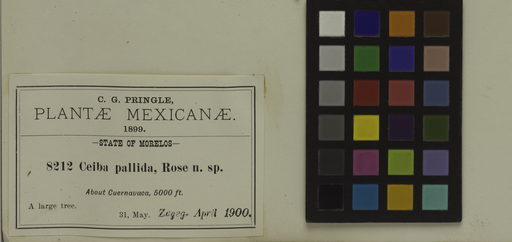 C. G. PRINGLE,
PLANTÆ MEXICANÆ.
1899.
—STATE OF MORELOS—
8212 Ceiba pallida, Rose n. sp.
About Cuernavaca, 5000 ft.
A large tree.
31, May. April 1900.